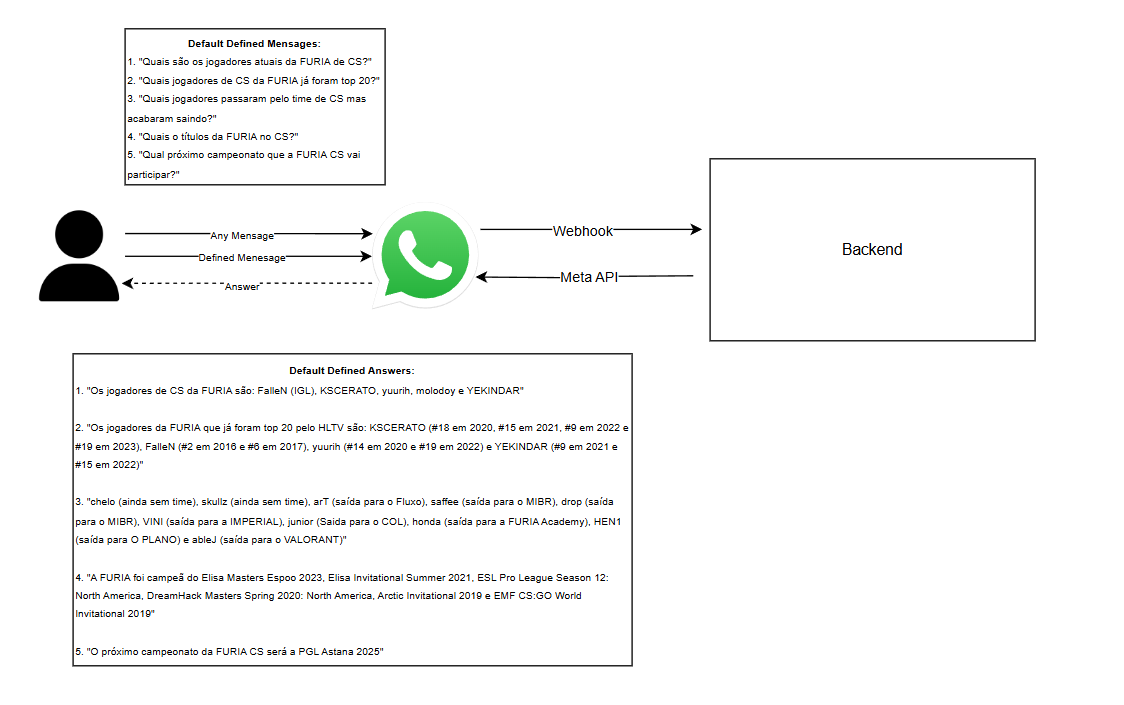 Default Defined Mensages:
1. "Quais são os jogadores atuais da FURIA de CS?"
2. "Quais jogadores de CS da FURIA já foram top 20?"
3. "Quais jogadores passaram pelo time de CS mas
acabaram saindo?"
4. "Quais o títulos da FURIA no CS?"
5. "Qual próximo campeonato que a FURIA CS vai
participar?"
Any Mensage
Defined Menesage
Answer
Webhook
Meta API
Backend
Default Defined Answers:
1. "Os jogadores de CS da FURIA são: FalleN (IGL), KSCERATO, yuurih, molodoy e YEKINDAR"
2. "Os jogadores da FURIA que já foram top 20 pelo HLTV são: KSCERATO (#18 em 2020, #15 em 2021, #9 em 2022 e
#19 em 2023), FalleN (#2 em 2016 e #6 em 2017), yuurih (#14 em 2020 e #19 em 2022) e YEKINDAR (#9 em 2021 e
#15 em 2022)"
3. "chelo (ainda sem time), skullz (ainda sem time), arT (saída para o Fluxo), saffee (saída para o MIBR), drop (saída
para o MIBR), VINI (saída para a IMPERIAL), junior (Saida para o COL), honda (saída para a FURIA Academy), HEN1
(saída para O PLANO) e ableJ (saída para o VALORANT)"
4. "A FURIA foi campeã do Elisa Masters Espoo 2023, Elisa Invitational Summer 2021, ESL Pro League Season 12:
North America, DreamHack Masters Spring 2020: North America, Arctic Invitational 2019 e EMF CS:GO World
Invitational 2019"
5. "O próximo campeonato da FURIA CS será a PGL Astana 2025"